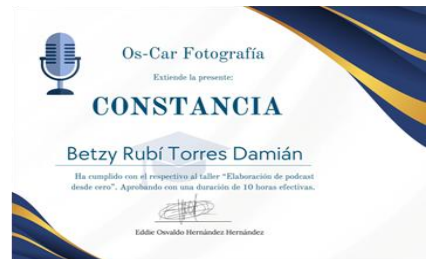 Os-Car Fotografía
Extiende la presente:
CONSTANCIA
Betzy Rubí Torres Damián
Ha cumplido con el respectivo al taller “Elaboración de podcast
desde cero”. Aprobando con una duración de 10 horas efectivas.
Eddie Osvaldo Hernández Hernández